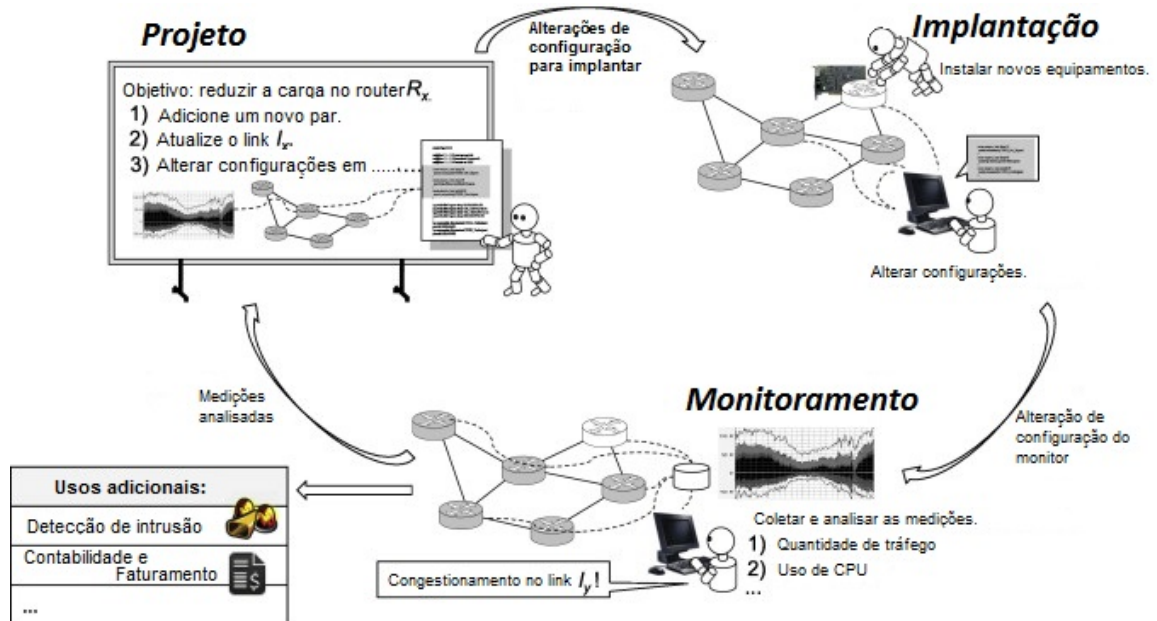 Projeto
Objetivo: reduzir a carga no router Rx.
1) Adicione um novo par.
2) Atualize o link lx.
3) Alterar configurações em ......
Alterações de
configuração
para implantar
Implantação
Instalar novos equipamentos.
Alterar configurações.
Alteração de
configuração do
monitor
Monitoramento
Coletar e analisar as medições.
1) Quantidade de tráfego
2) Uso de CPU
...
Congestionamento no link ly!
Medições
analisadas
Usos adicionais:
Detecção de intrusão
Contabilidade e
Faturamento
...